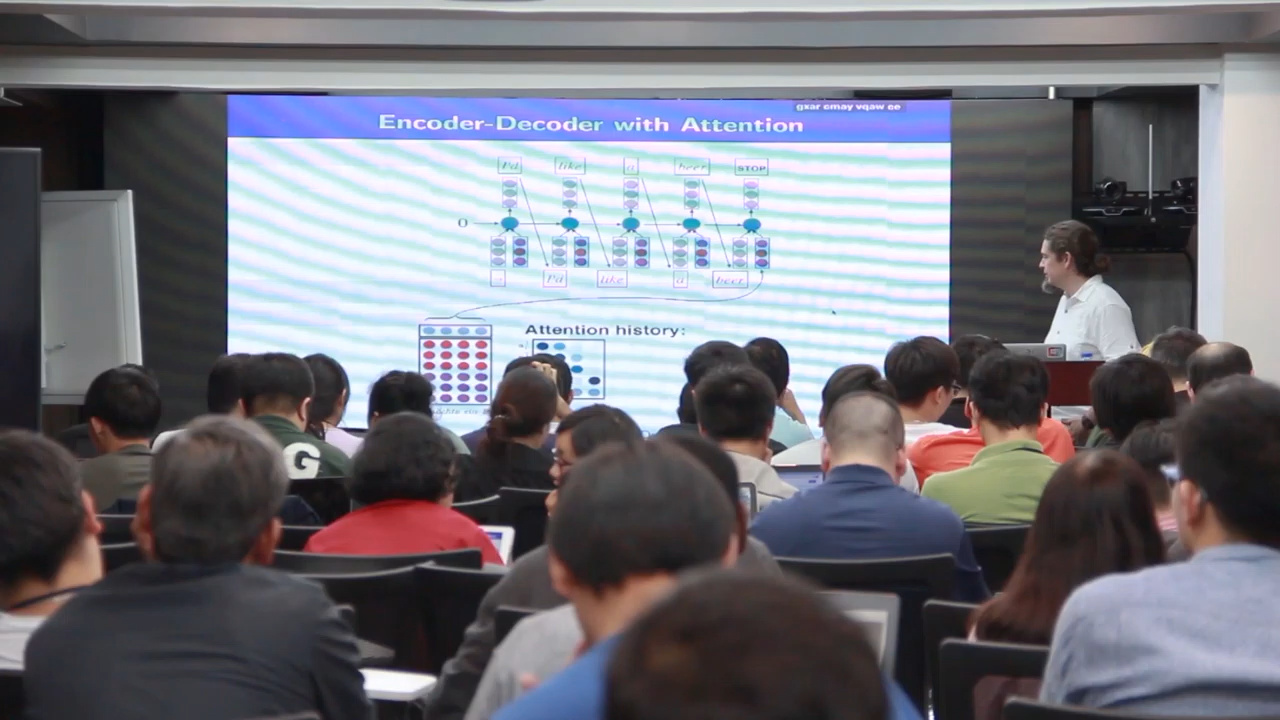 gxar cmay vqaw ce
Encoder-Decoder with Attention
I'd like a beer STOP
0
I'd like a beer
Attention history:
G